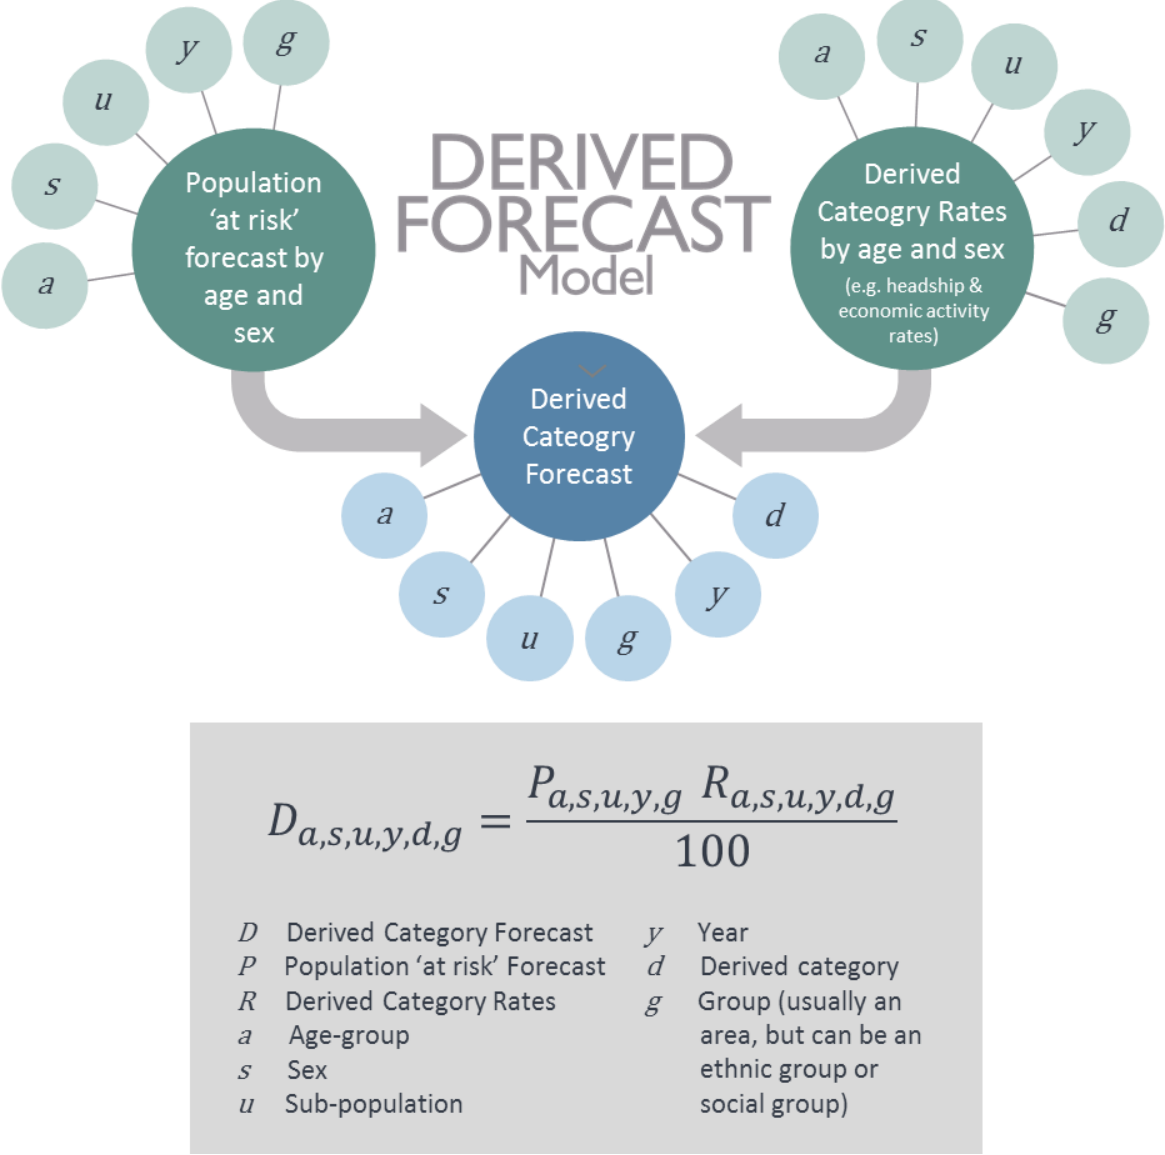 y
g
u
s
a
Population
‘at risk’
forecast by
age and
sex
DERIVED
FORECAST
Model
a
s
u
y
d
g
Derived
Cateogry Rates
by age and sex
(e.g. headship &
economic activity
rates)
Derived
Cateogry
Forecast
a
s
u
g
y
d
D_{a,s,u,y,d,g} = \frac{P_{a,s,u,y,g} R_{a,s,u,y,d,g}}{100}
D Derived Category Forecast
P Population ‘at risk’ Forecast
R Derived Category Rates
a Age-group
s Sex
u Sub-population
y Year
d Derived category
g Group (usually an
area, but can be an
ethnic group or
social group)